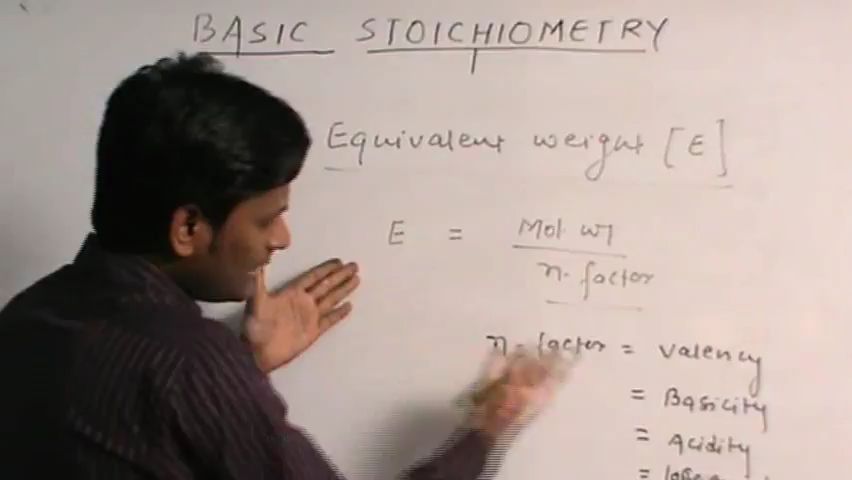 BASIC STOICHIOMETRY
Equivalent weight [E]
E = Mol. wt
n. factor
n - factor = valency
= Basicity
= Acidity
=